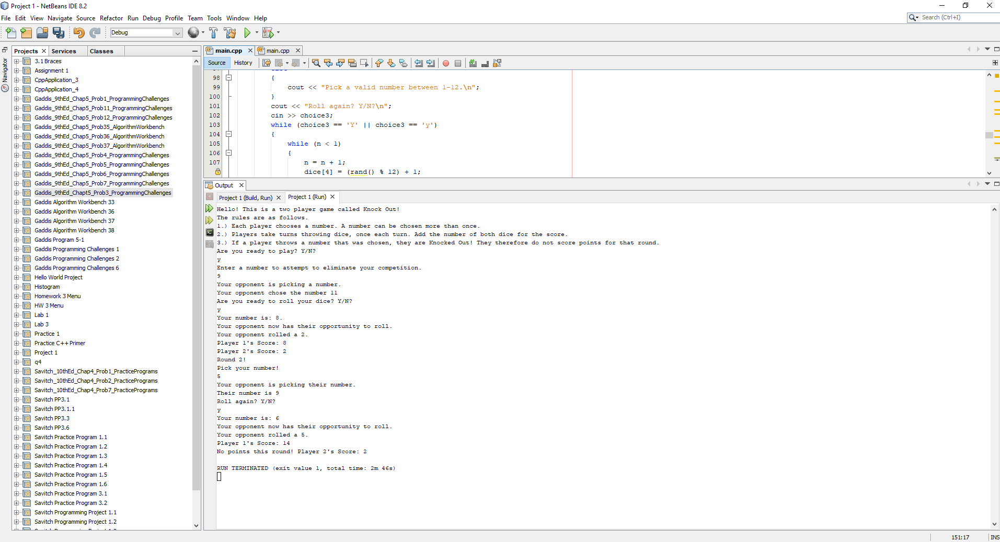 Project 1 - NetBeans IDE 8.2
File Edit View Navigate Source Refactor Run Debug Profile Team Tools Window Help
Search (Ctrl+I)
Debug
Navigator
Projects Services Classes
3.1 Braces
Assignment 1
CppApplication_3
CppApplication_4
Gaddis_9thEd_Chap5_Prob1_ProgrammingChallenges
Gaddis_9thEd_Chap5_Prob11_ProgrammingChallenges
Gaddis_9thEd_Chap5_Prob12_ProgrammingChallenges
Gaddis_9thEd_Chap5_Prob35_AlgorithmWorkbench
Gaddis_9thEd_Chap5_Prob36_AlgorithmWorkbench
Gaddis_9thEd_Chap5_Prob37_AlgorithmWorkbench
Gaddis_9thEd_Chap5_Prob4_ProgrammingChallenges
Gaddis_9thEd_Chap5_Prob5_ProgrammingChallenges
Gaddis_9thEd_Chap5_Prob6_ProgrammingChallenges
Gaddis_9thEd_Chap5_Prob7_ProgrammingChallenges
Gaddis_9thEd_Chapt5_Prob3_ProgrammingChallenges
Gaddis Algorithm Workbench 33
Gaddis Algorithm Workbench 36
Gaddis Algorithm Workbench 37
Gaddis Algorithm Workbench 38
Gaddis Program 5-1
Gaddis Programming Challenges 1
Gaddis Programming Challenges 2
Gaddis Programming Challenges 6
Hello World Project
Histogram
Homework 3 Menu
HW 3 Menu
Lab 1
Lab 3
Practice 1
Practice C++ Primer
Project 1
q4
Savitch_10thEd_Chap4_Prob1_PracticePrograms
Savitch_10thEd_Chap4_Prob2_PracticePrograms
Savitch_10thEd_Chap4_Prob7_PracticePrograms
Savitch PP3.1
Savitch PP3.1.1
Savitch PP3.3
Savitch PP3.6
Savitch Practice Program 1.1
Savitch Practice Program 1.2
Savitch Practice Program 1.3
Savitch Practice Program 1.4
Savitch Practice Program 1.5
Savitch Practice Program 1.6
Savitch Practice Program 3.1
Savitch Practice Program 3.2
Savitch Programming Project 1.1
Savitch Programming Project 1.2
main.cpp main.cpp
Source History
98 {
99 cout << "Pick a valid number between 1-12.\n";
100 }
101 cout << "Roll again? Y/N?\n";
102 cin >> choice3;
103 while (choice3 == 'Y' || choice3 == 'y')
104 {
105 while (n < 1)
106 {
107 n = n + 1;
dice[4] = (rand() % 12) + 1;
Output
Project 1 (Build, Run) Project 1 (Run)
Hello! This is a two player game called Knock Out!
The rules are as follows.
1.) Each player chooses a number. A number can be chosen more than once.
2.) Players take turns throwing dice, once each turn. Add the number of both dice for the score.
3.) If a player throws a number that was chosen, they are Knocked Out! They therefore do not score points for that round.
Are you ready to play? Y/N?
y
Enter a number to attempt to eliminate your competition.
9
Your opponent is picking a number.
Your opponent chose the number 11
Are you ready to roll your dice? Y/N?
y
Your number is: 8.
Your opponent now has their opportunity to roll.
Your opponent rolled a 2.
Player 1's Score: 8
Player 2's Score: 2
Round 2!
Pick your number!
5
Your opponent is picking their number.
Their number is 9
Roll again? Y/N?
y
Your number is: 6
Your opponent now has their opportunity to roll.
Your opponent rolled a 5.
Player 1's Score: 14
No points this round! Player 2's Score: 2
RUN TERMINATED (exit value 1, total time: 2m 46s)
151:17 INS